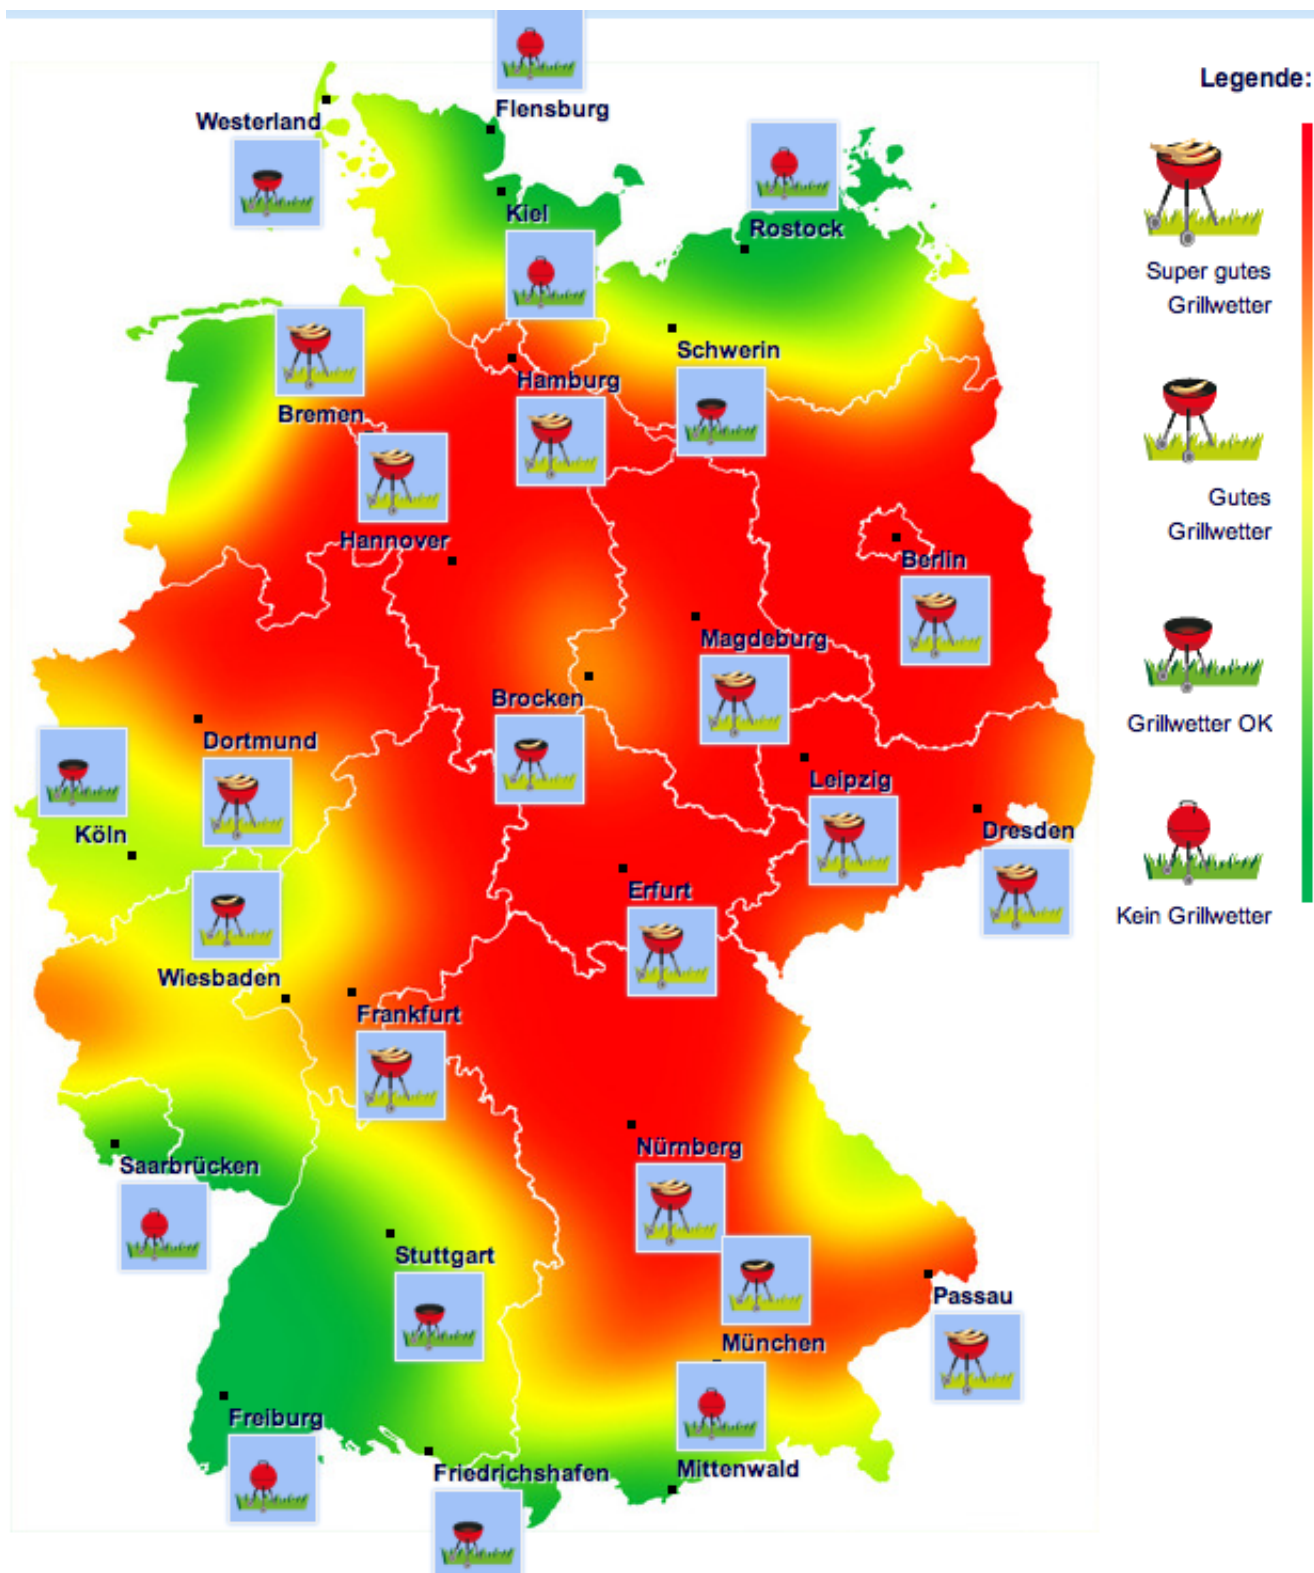 Legende:
Flensburg
Westerland
Kiel
Rostock
Super gutes
Grillwetter
Schwerin
Hamburg
Bremen
Gutes
Grillwetter
Hannover
Berlin
Magdeburg
Brocken
Grillwetter OK
Dortmund
Leipzig
Köln
Dresden
Erfurt
Kein Grillwetter
Wiesbaden
Frankfurt
Nürnberg
Saarbrücken
Stuttgart
Passau
München
Freiburg
Friedrichshafen
Mittenwald